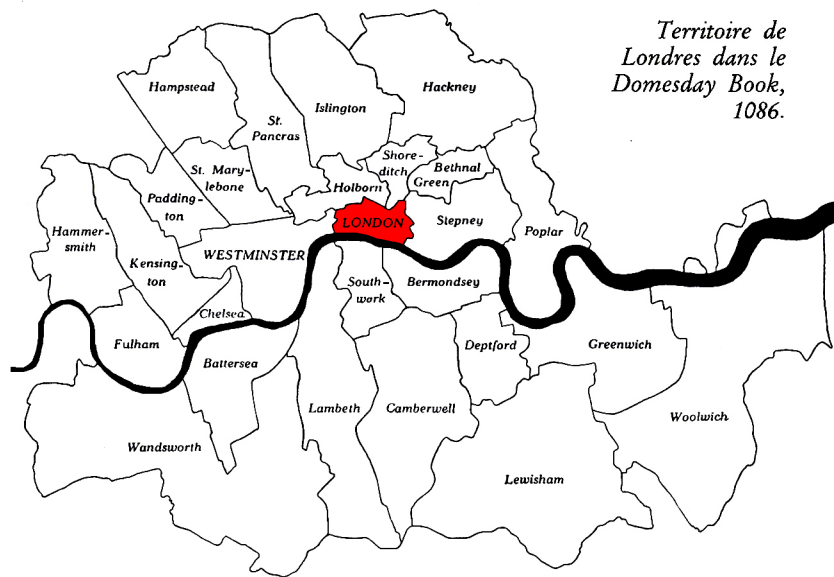 Territoire de
Londres dans le
Domesday Book,
1086.
Hampstead
St.
Pancras
Islington
Hackney
Shore-
ditch
Bethnal
Green
St. Mary-
lebone
Holborn
Padding-
ton
LONDON
Stepney
Poplar
Hammer-
smith
Kensing-
ton
WESTMINSTER
South-
work
Bermondsey
Chelsea
Fulham
Battersea
Deptford
Greenwich
Lambeth
Camberwell
Woolwich
Wandsworth
Lewisham